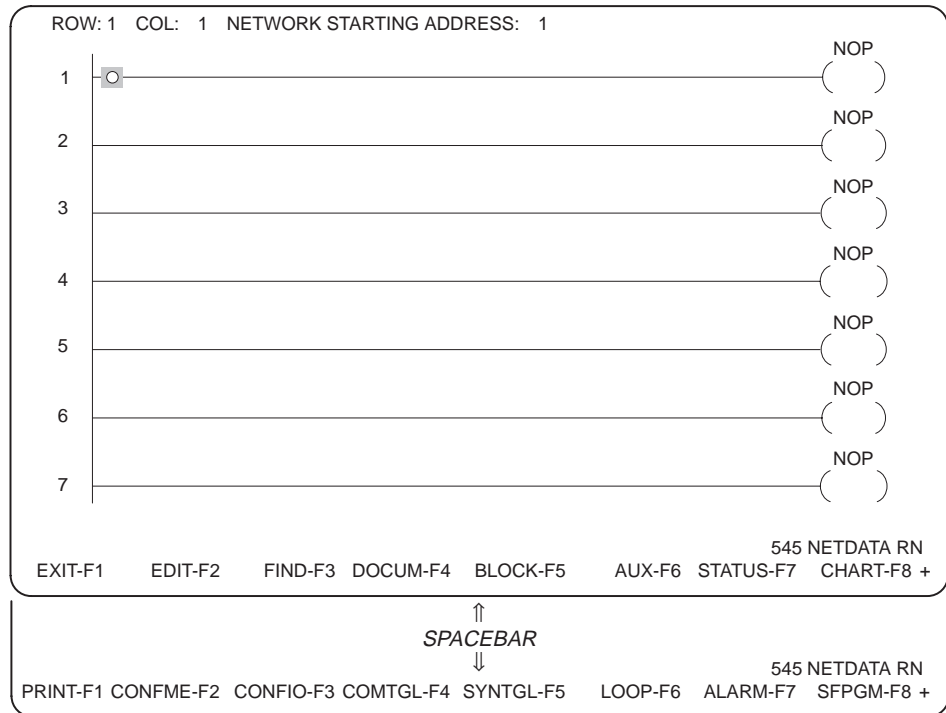 ROW: 1 COL: 1 NETWORK STARTING ADDRESS: 1
NOP
1
NOP
2
NOP
3
NOP
4
NOP
5
NOP
6
NOP
7
545 NETDATA RN
EXIT-F1 EDIT-F2 FIND-F3 DOCUM-F4 BLOCK-F5 AUX-F6 STATUS-F7 CHART-F8 +
⇑
SPACEBAR
⇓
545 NETDATA RN
PRINT-F1 CONFME-F2 CONFIO-F3 COMTGL-F4 SYNTGL-F5 LOOP-F6 ALARM-F7 SFPGM-F8 +